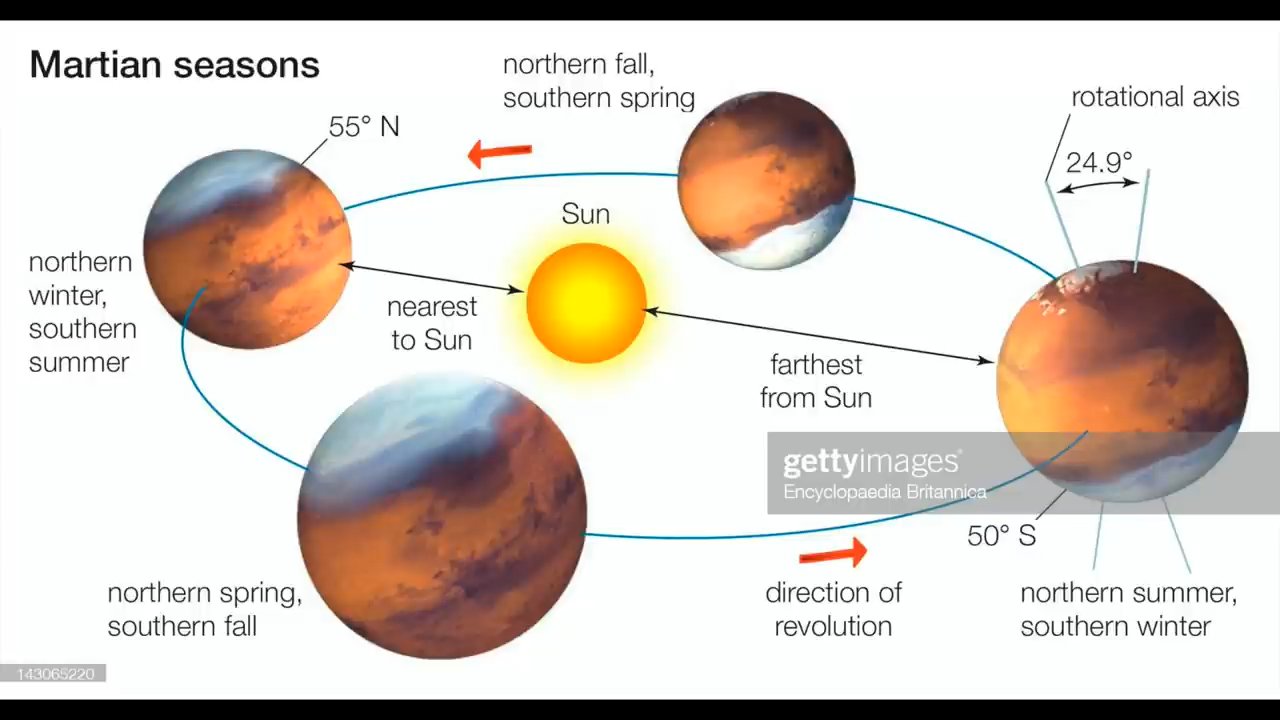 Martian seasons
northern fall,
southern spring
rotational axis
55° N
24.9°
Sun
northern
winter,
southern
summer
nearest
to Sun
farthest
from Sun
gettyimages®
Encyclopaedia Britannica
50° S
northern spring,
southern fall
direction of
revolution
northern summer,
southern winter
143065220